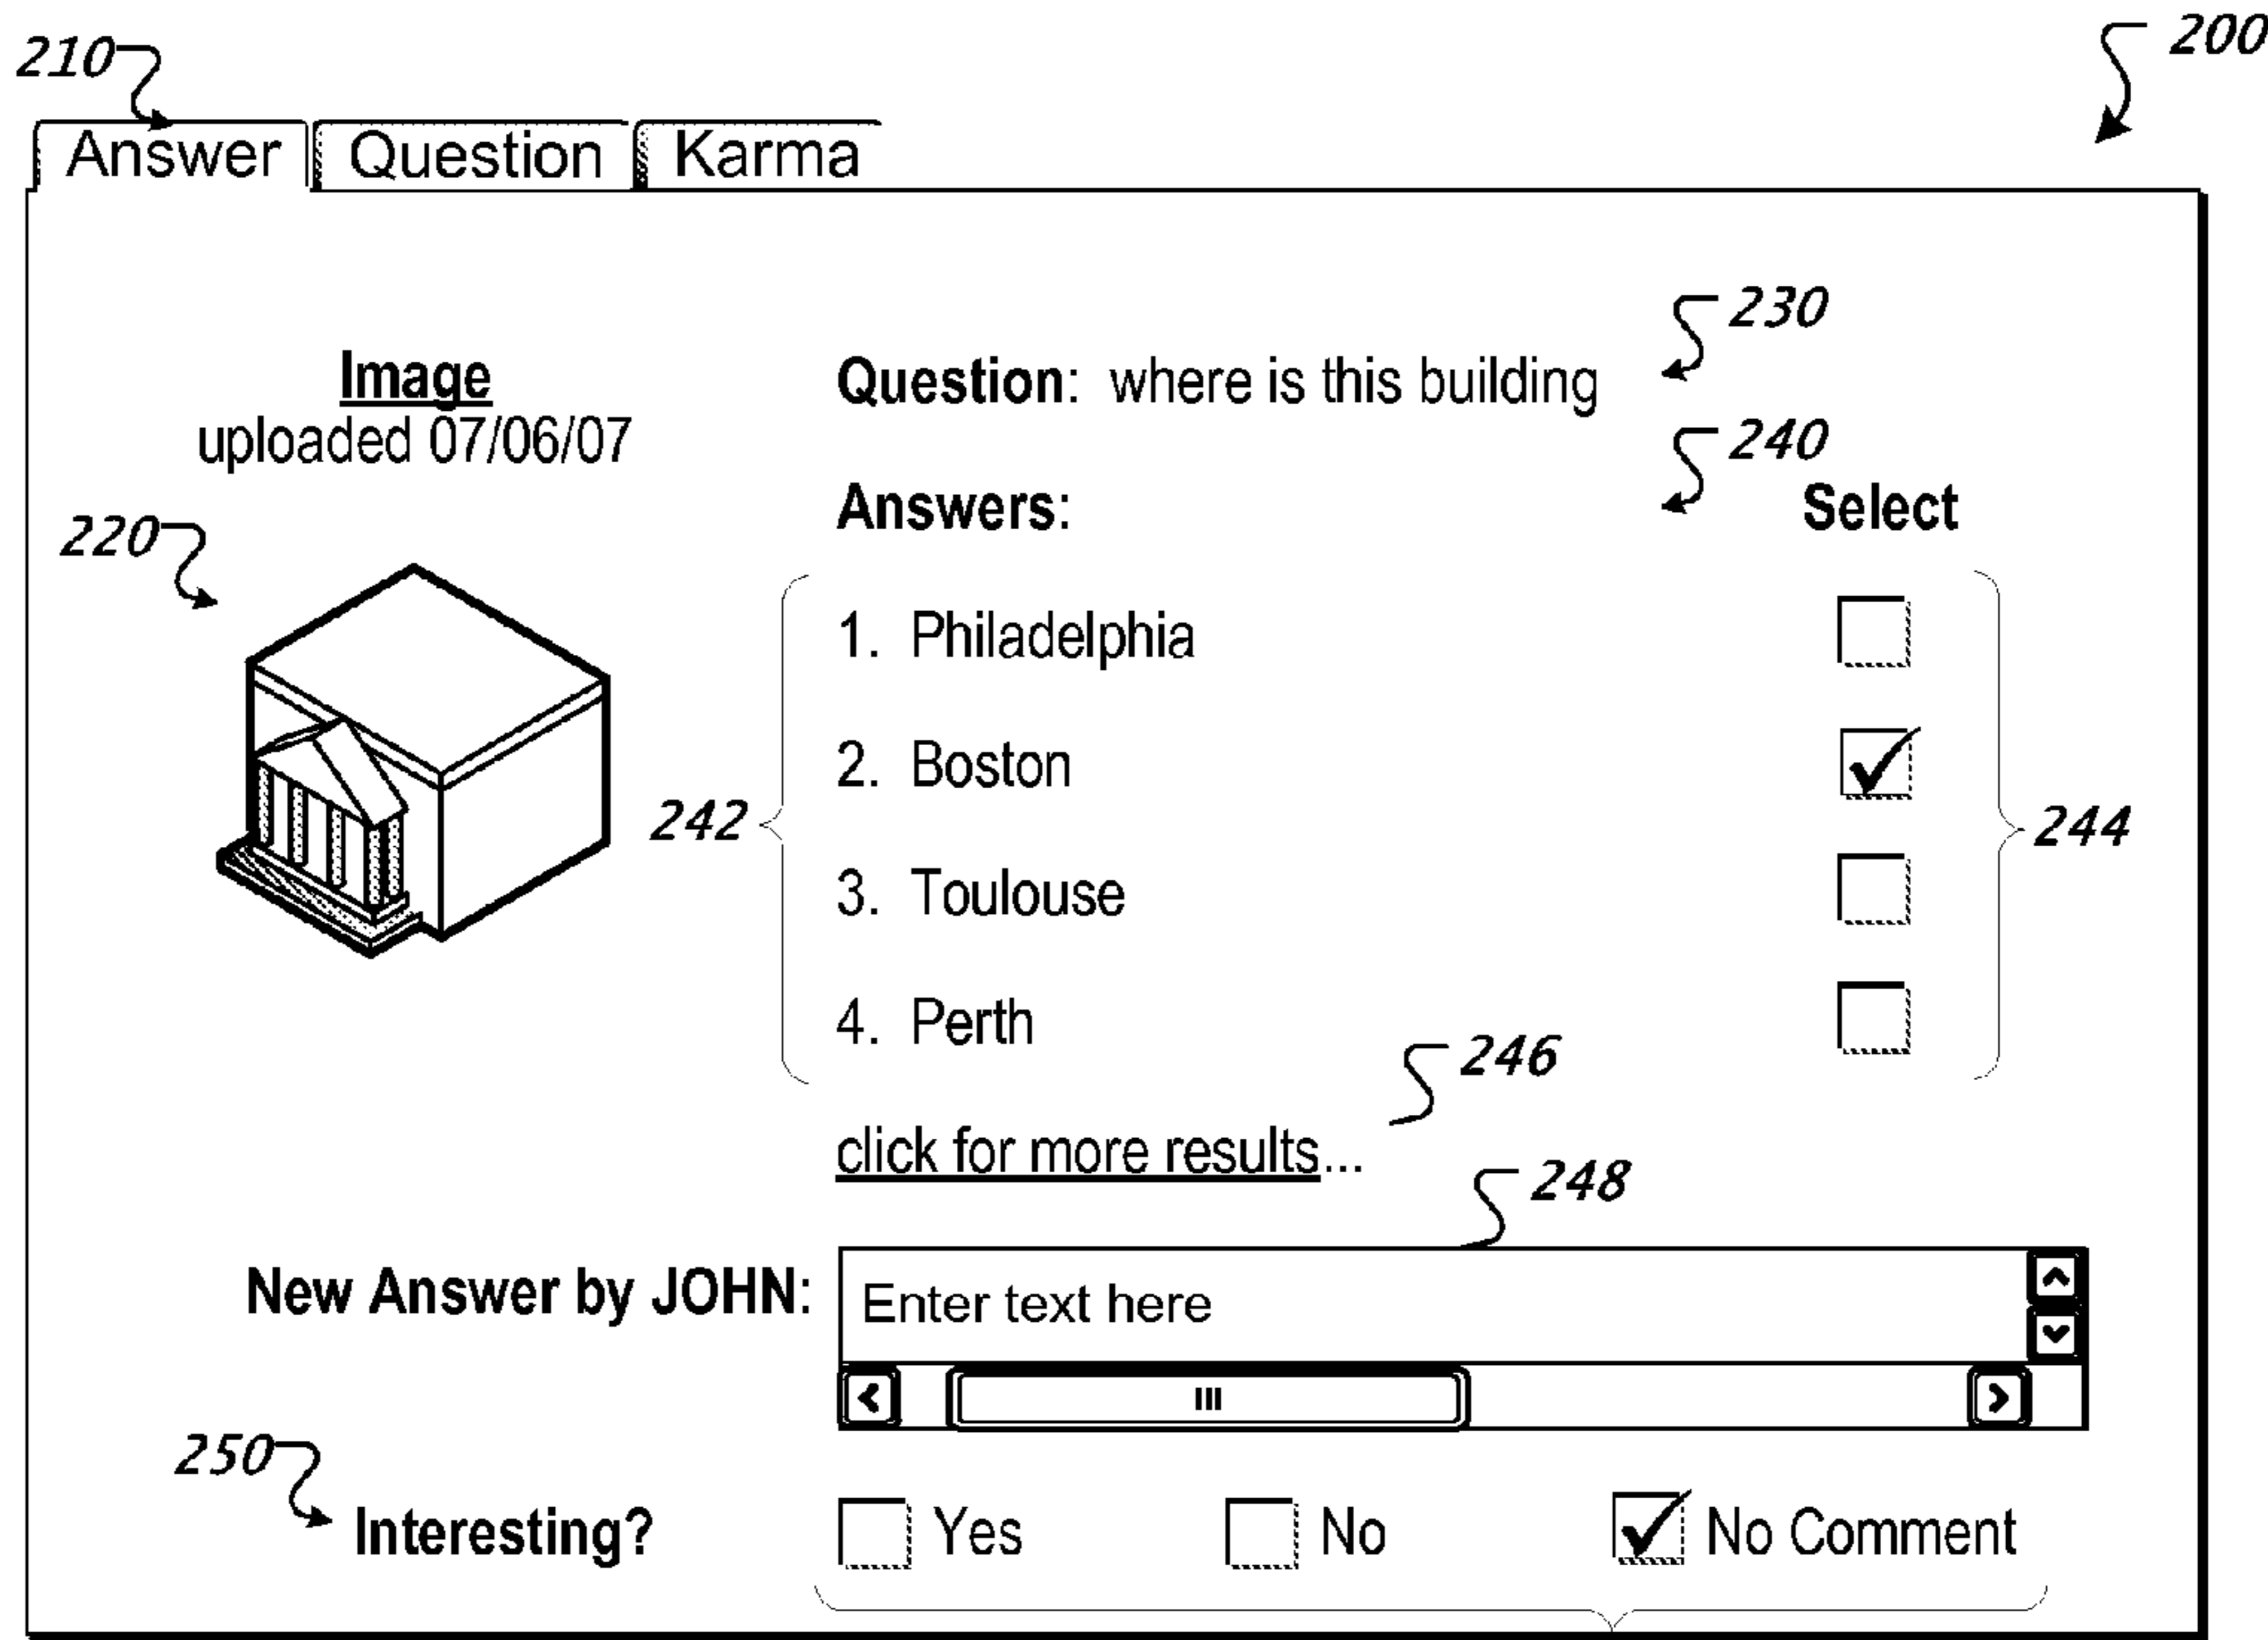 210 200
Answer Question Karma
230
Image
Question: where is this building
uploaded 07/06/07
240
Answers: Select
220
1. Philadelphia
2. Boston
242 244
3. Toulouse
4. Perth
246
click for more results...
248
New Answer by JOHN: Enter text here
250
Interesting? Yes No No Comment